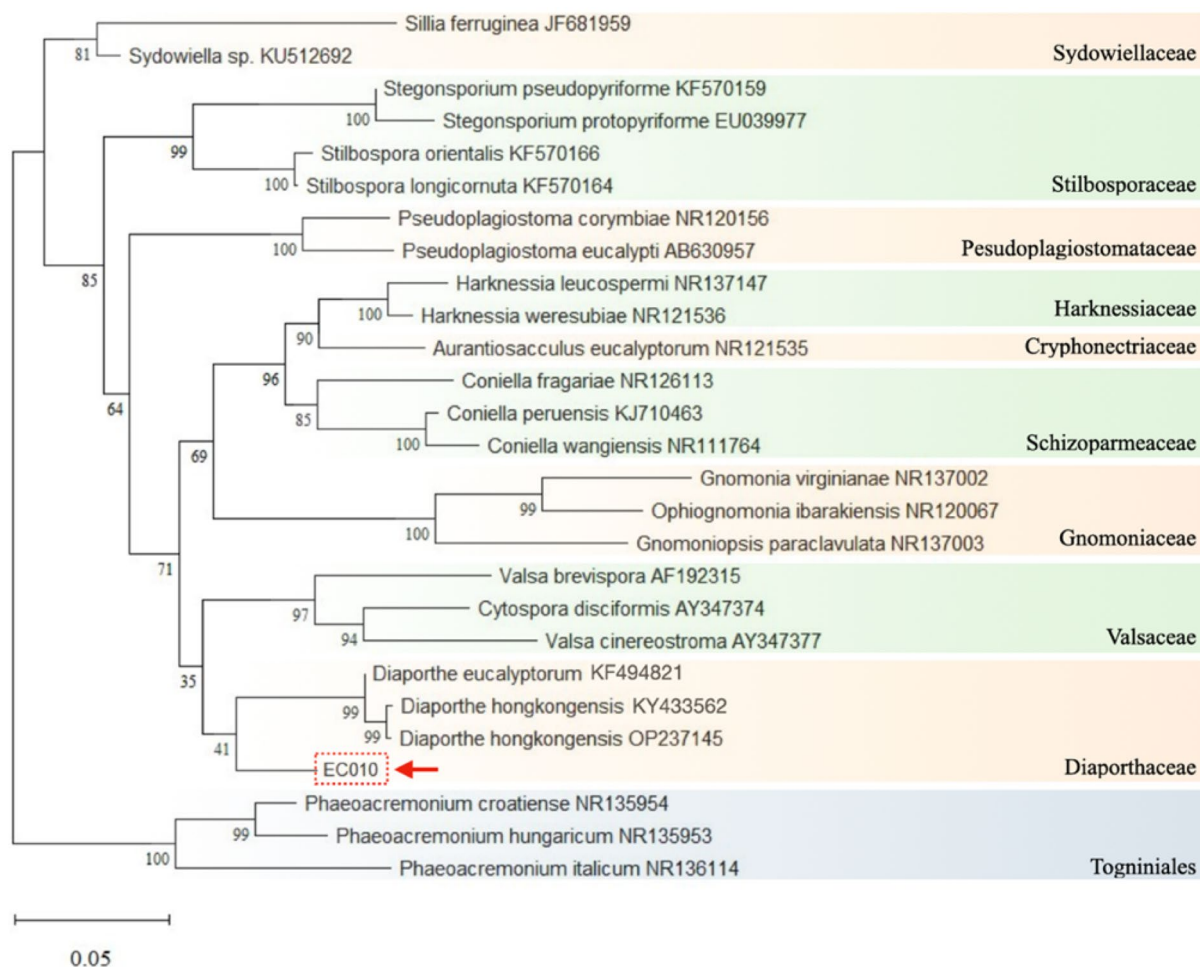 Sillia ferruginea JF681959
81
Sydowiella sp. KU512692
Sydowiellaceae
Stegonsporium pseudopyriforme KF570159
100
Stegonsporium protopyriforme EU039977
99
Stilbospora orientalis KF570166
100
Stilbospora longicornuta KF570164
Stilbosporaceae
Pseudoplagiostoma corymbiae NR120156
100
Pseudoplagiostoma eucalypti AB630957
Pesudoplagiostomataceae
85
Harknessia leucospermi NR137147
100
Harknessia weresubiae NR121536
Harknessiaceae
90
Aurantiosacculus eucalyptorum NR121535
Cryphonectriaceae
96
Coniella fragariae NR126113
64
85
Coniella peruensis KJ710463
100
Coniella wangiensis NR111764
Schizoparmeaceae
69
Gnomonia virginianae NR137002
99
Ophiognomonia ibarakiensis NR120067
100
Gnomoniopsis paraclavulata NR137003
Gnomoniaceae
71
Valsa brevispora AF192315
97
Cytospora disciformis AY347374
94
Valsa cinereostroma AY347377
Valsaceae
35
Diaporthe eucalyptorum KF494821
99
Diaporthe hongkongensis KY433562
99
Diaporthe hongkongensis OP237145
41
EC010
Diaporthaceae
Phaeoacremonium croatiense NR135954
99
Phaeoacremonium hungaricum NR135953
100
Phaeoacremonium italicum NR136114
Togniniales
0.05